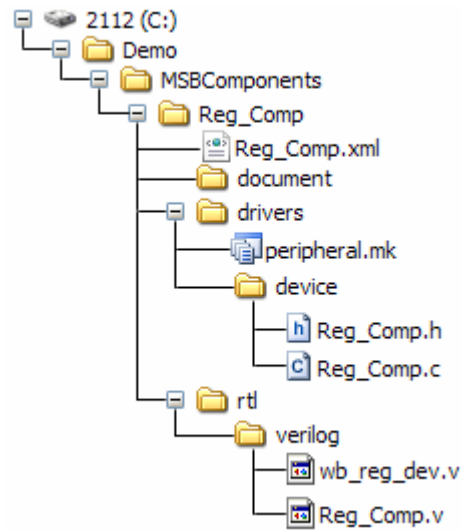 2112 (C:)
Demo
MSBComponents
Reg_Comp
Reg_Comp.xml
document
drivers
peripheral.mk
device
Reg_Comp.h
Reg_Comp.c
rtl
verilog
wb_reg_dev.v
Reg_Comp.v